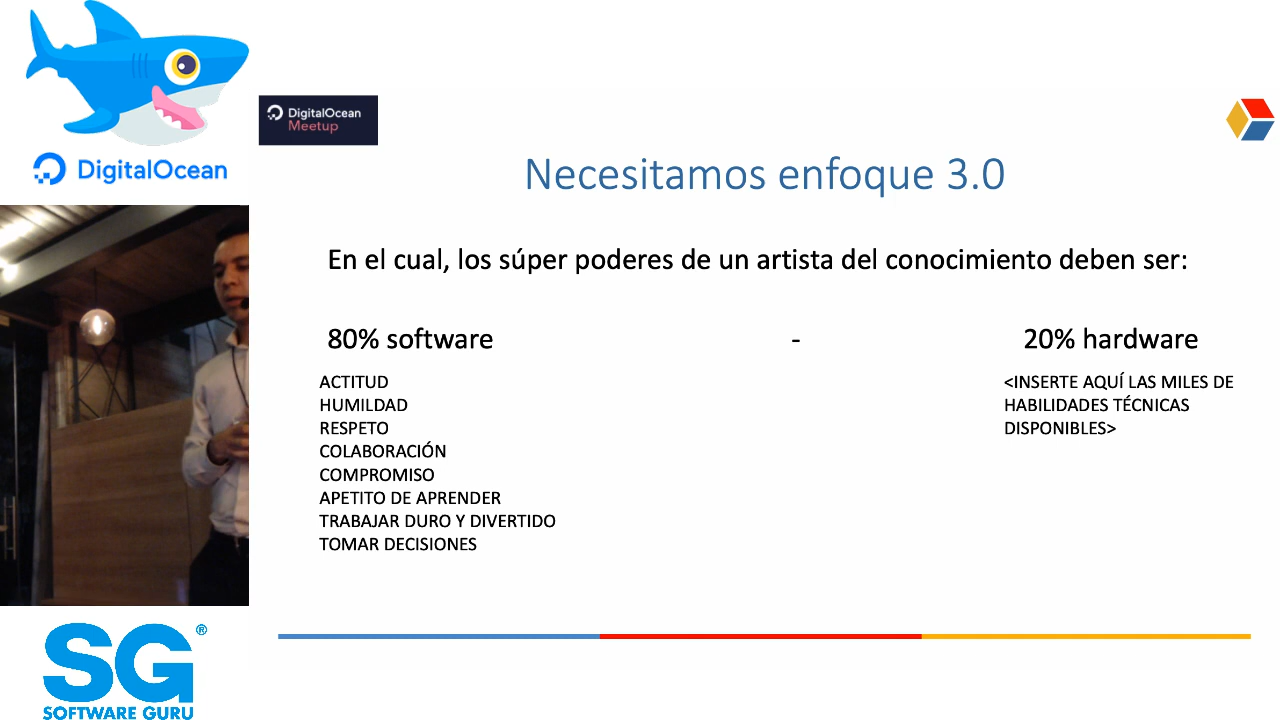 DigitalOcean
DigitalOcean
Meetup
Necesitamos enfoque 3.0
En el cual, los súper poderes de un artista del conocimiento deben ser:
80% software - 20% hardware
ACTITUD
HUMILDAD
RESPETO
COLABORACIÓN
COMPROMISO
APETITO DE APRENDER
TRABAJAR DURO Y DIVERTIDO
TOMAR DECISIONES
<INSERTE AQUÍ LAS MILES DE
HABILIDADES TÉCNICAS
DISPONIBLES>
SG®
SOFTWARE GURU